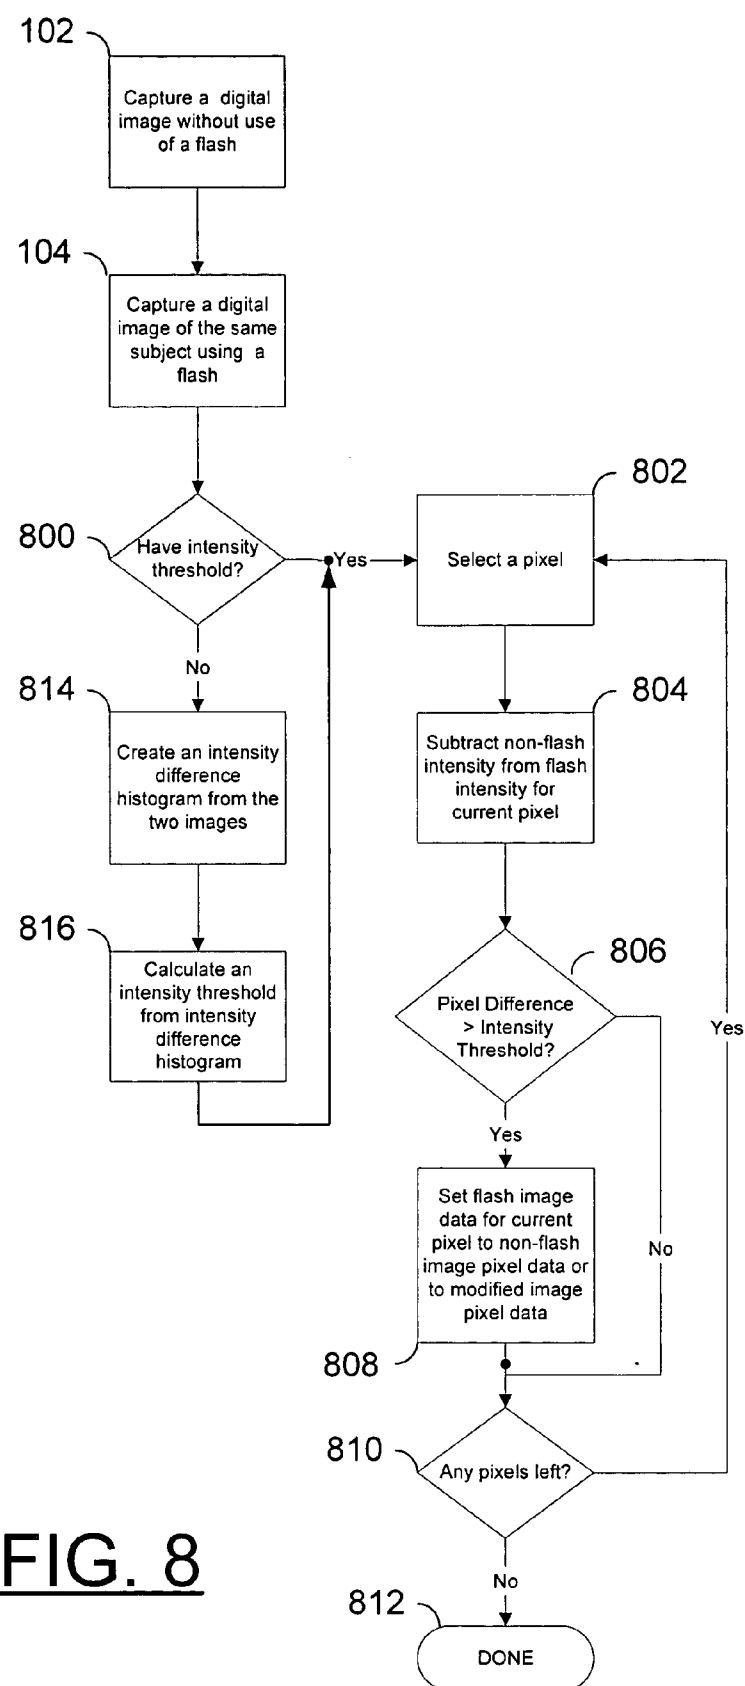 102
Capture a digital
image without use
of a flash
104
Capture a digital
image of the same
subject using a
flash
800
Have intensity
threshold?
Yes
No
814
Create an intensity
difference
histogram from the
two images
816
Calculate an
intensity threshold
from intensity
difference
histogram
802
Select a pixel
804
Subtract non-flash
intensity from flash
intensity for
current pixel
806
Pixel Difference
> Intensity
Threshold?
Yes
No
Yes
Set flash image
data for current
pixel to non-flash
image pixel data or
to modified image
pixel data
808
810
Any pixels left?
No
812
DONE
FIG. 8